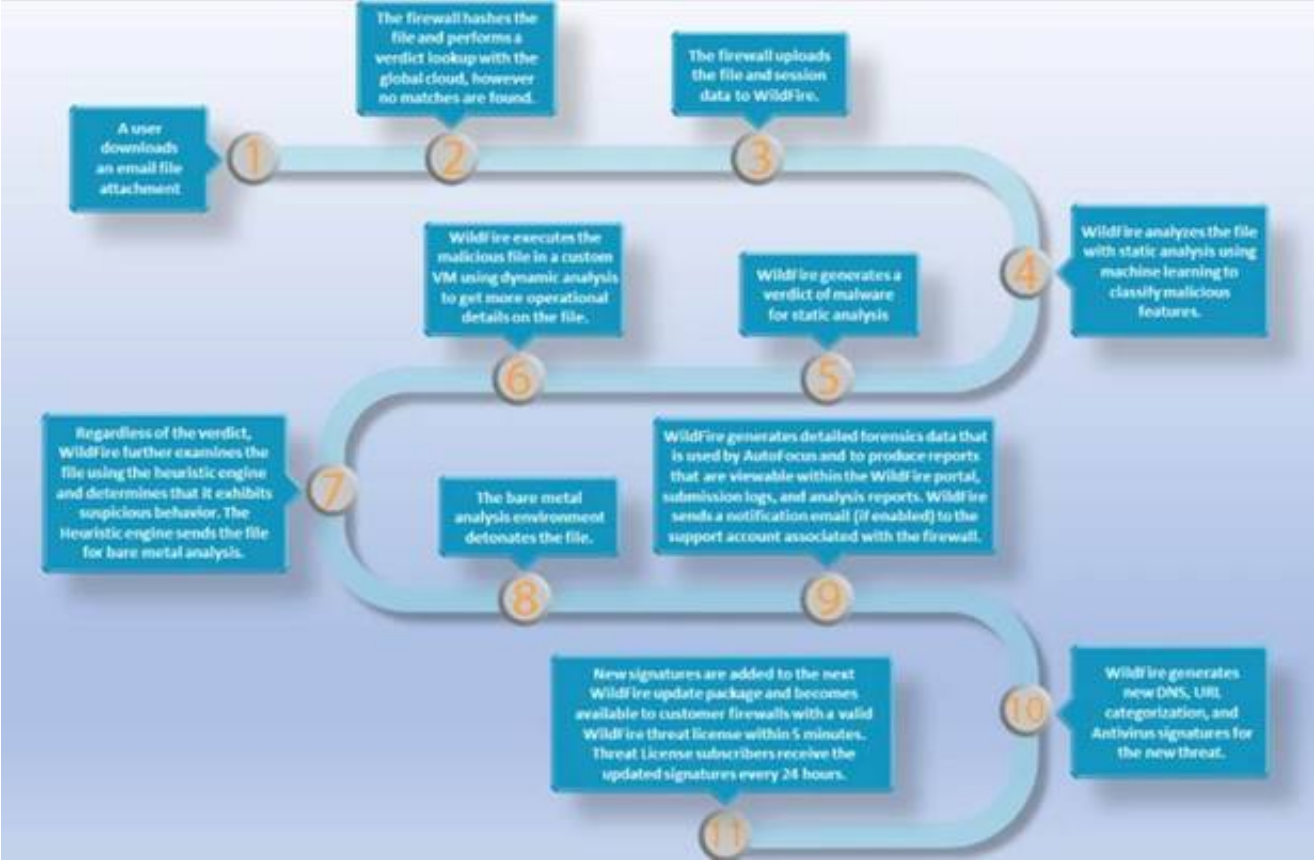 A user
downloads
an email file
attachment
1
The firewall hashes the
file and performs a
verdict lookup with the
global cloud, however
no matches are found.
2
The firewall uploads
the file and session
data to WildFire.
3
WildFire analyzes the file
with static analysis using
machine learning to
classify malicious
features.
4
WildFire generates a
verdict of malware
for static analysis
5
WildFire executes the
malicious file in a custom
VM using dynamic analysis
to get more operational
details on the file.
6
Regardless of the verdict,
WildFire further examines the
file using the heuristic engine
and determines that it exhibits
suspicious behavior. The
Heuristic engine sends the file
for bare metal analysis.
7
The bare metal
analysis environment
detonates the file.
8
WildFire generates detailed forensics data that
is used by AutoFocus and to produce reports
that are viewable within the WildFire portal,
submission logs, and analysis reports. WildFire
sends a notification email (if enabled) to the
support account associated with the firewall.
9
WildFire generates
new DNS, URL
categorization, and
Antivirus signatures for
the new threat.
10
New signatures are added to the next
WildFire update package and becomes
available to customer firewalls with a valid
WildFire threat license within 5 minutes.
Threat License subscribers receive the
updated signatures every 24 hours.
11